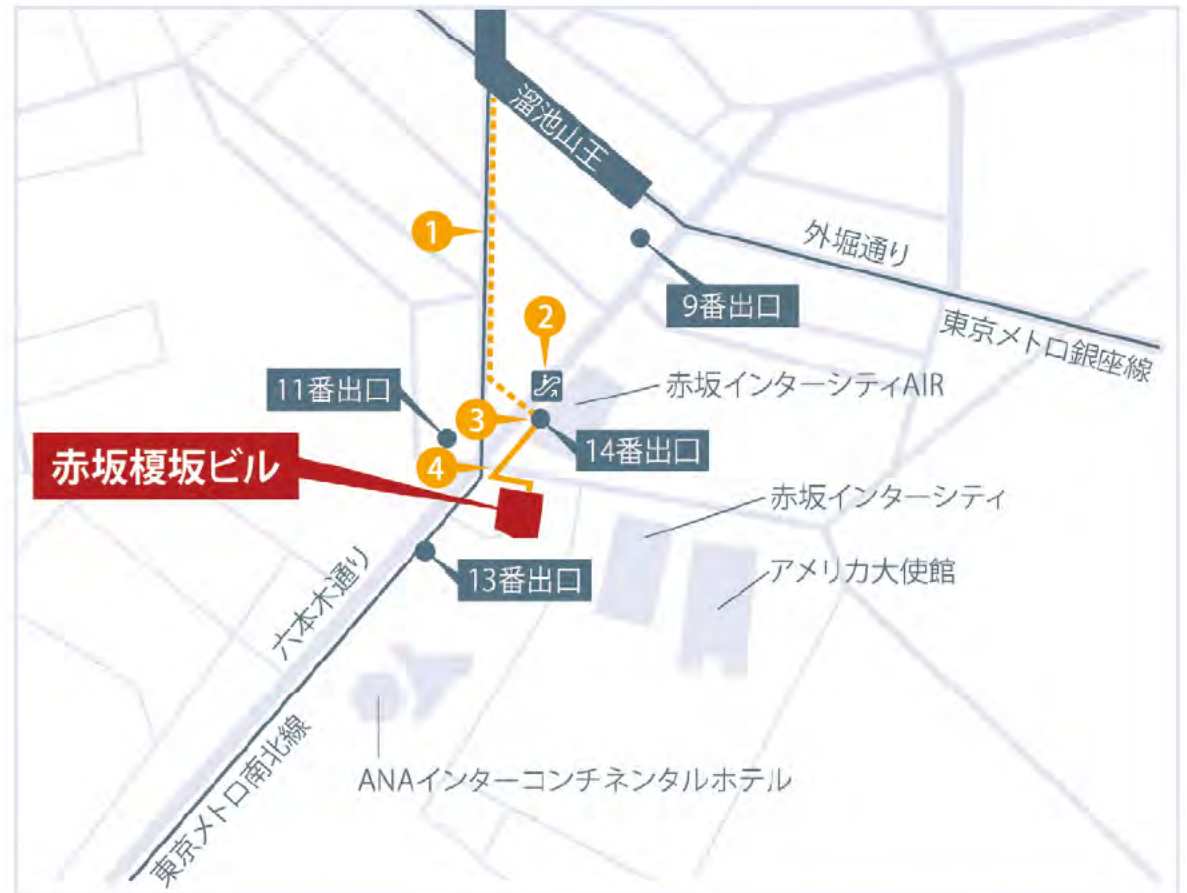 溜池山王
1
外堀通り
2
9番出口
東京メトロ銀座線
11番出口
赤坂インターシティAIR
3
14番出口
赤坂榎坂ビル
4
赤坂インターシティ
13番出口
アメリカ大使館
六本木通り
東京メトロ南北線
ANAインターコンチネンタルホテル